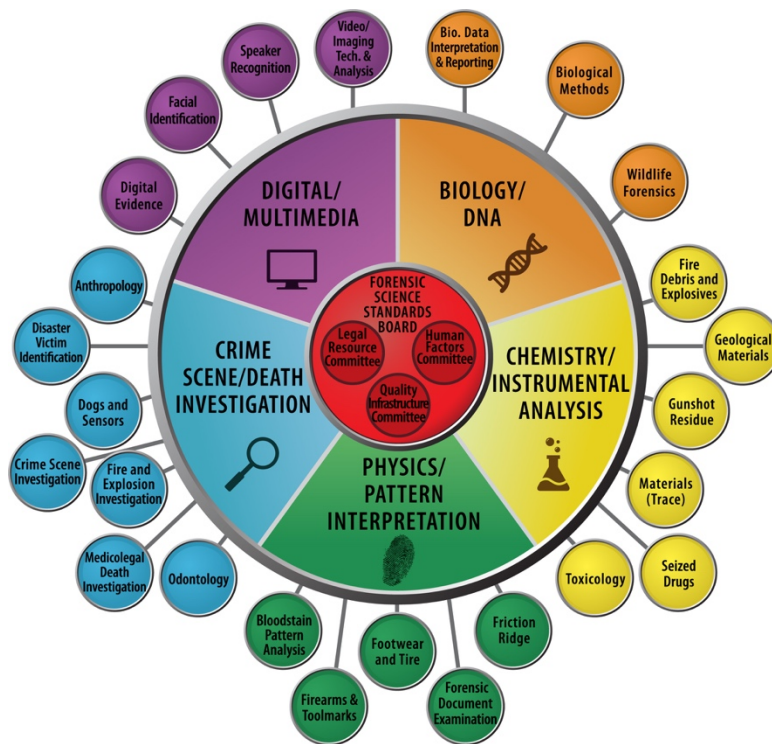 Video/
Imaging
Tech. &
Analysis
Bio. Data
Interpretation
& Reporting
Speaker
Recognition
Biological
Methods
Facial
Identification
Wildlife
Forensics
Digital
Evidence
DIGITAL/
MULTIMEDIA
BIOLOGY/
DNA
Anthropology
Fire
Debris and
Explosives
Disaster
Victim
Identification
Geological
Materials
FORENSIC
SCIENCE
STANDARDS
BOARD
Legal
Resource
Committee
Human
Factors
Committee
Quality
Infrastructure
Committee
CRIME
SCENE/DEATH
INVESTIGATION
CHEMISTRY/
INSTRUMENTAL
ANALYSIS
Dogs and
Sensors
Gunshot
Residue
Crime Scene
Investigation
Fire and
Explosion
Investigation
Materials
(Trace)
PHYSICS/
PATTERN
INTERPRETATION
Medicolegal
Death
Investigation
Odontology
Toxicology
Seized
Drugs
Bloodstain
Pattern
Analysis
Footwear
and Tire
Friction
Ridge
Firearms &
Toolmarks
Forensic
Document
Examination